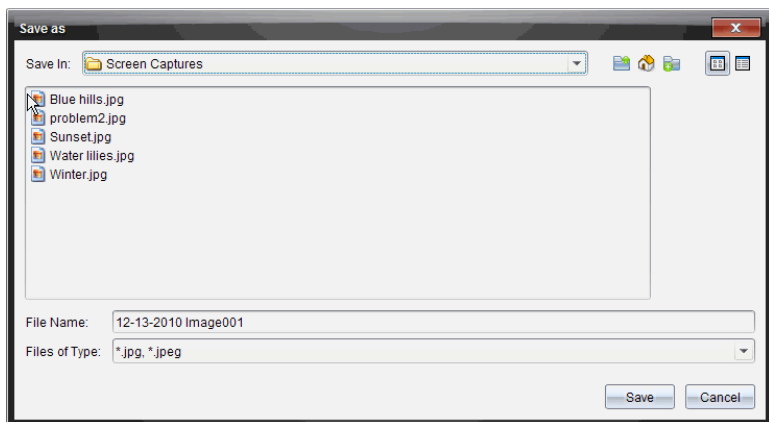 Save as
x
Save In: Screen Captures
Blue hills.jpg
problem2.jpg
Sunset.jpg
Water lilies.jpg
Winter.jpg
File Name: 12-13-2010 Image001
Files of Type: *.jpg, *.jpeg
Save Cancel